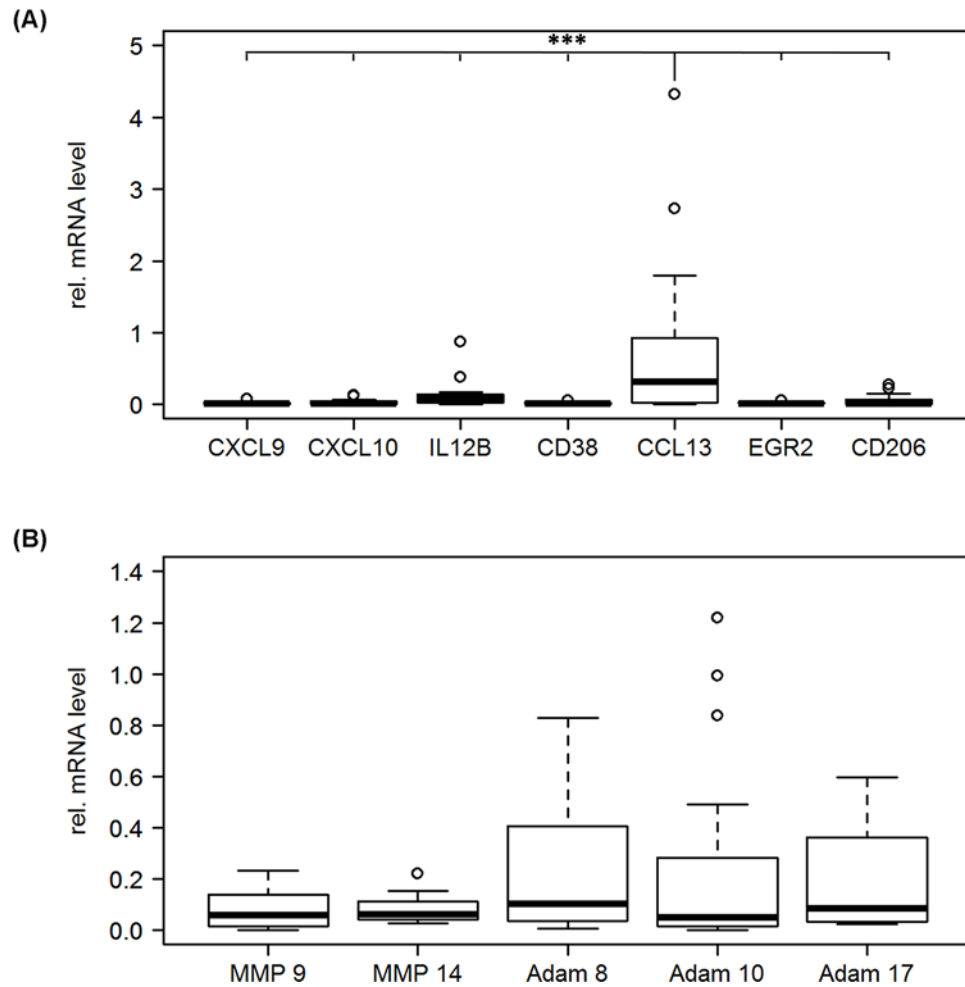 (A)
***
5
4
3
2
1
0
rel. mRNA level
CXCL9 CXCL10 IL12B CD38 CCL13 EGR2 CD206
(B)
1.4
1.2
1.0
0.8
0.6
0.4
0.2
0.0
rel. mRNA level
MMP 9 MMP 14 Adam 8 Adam 10 Adam 17